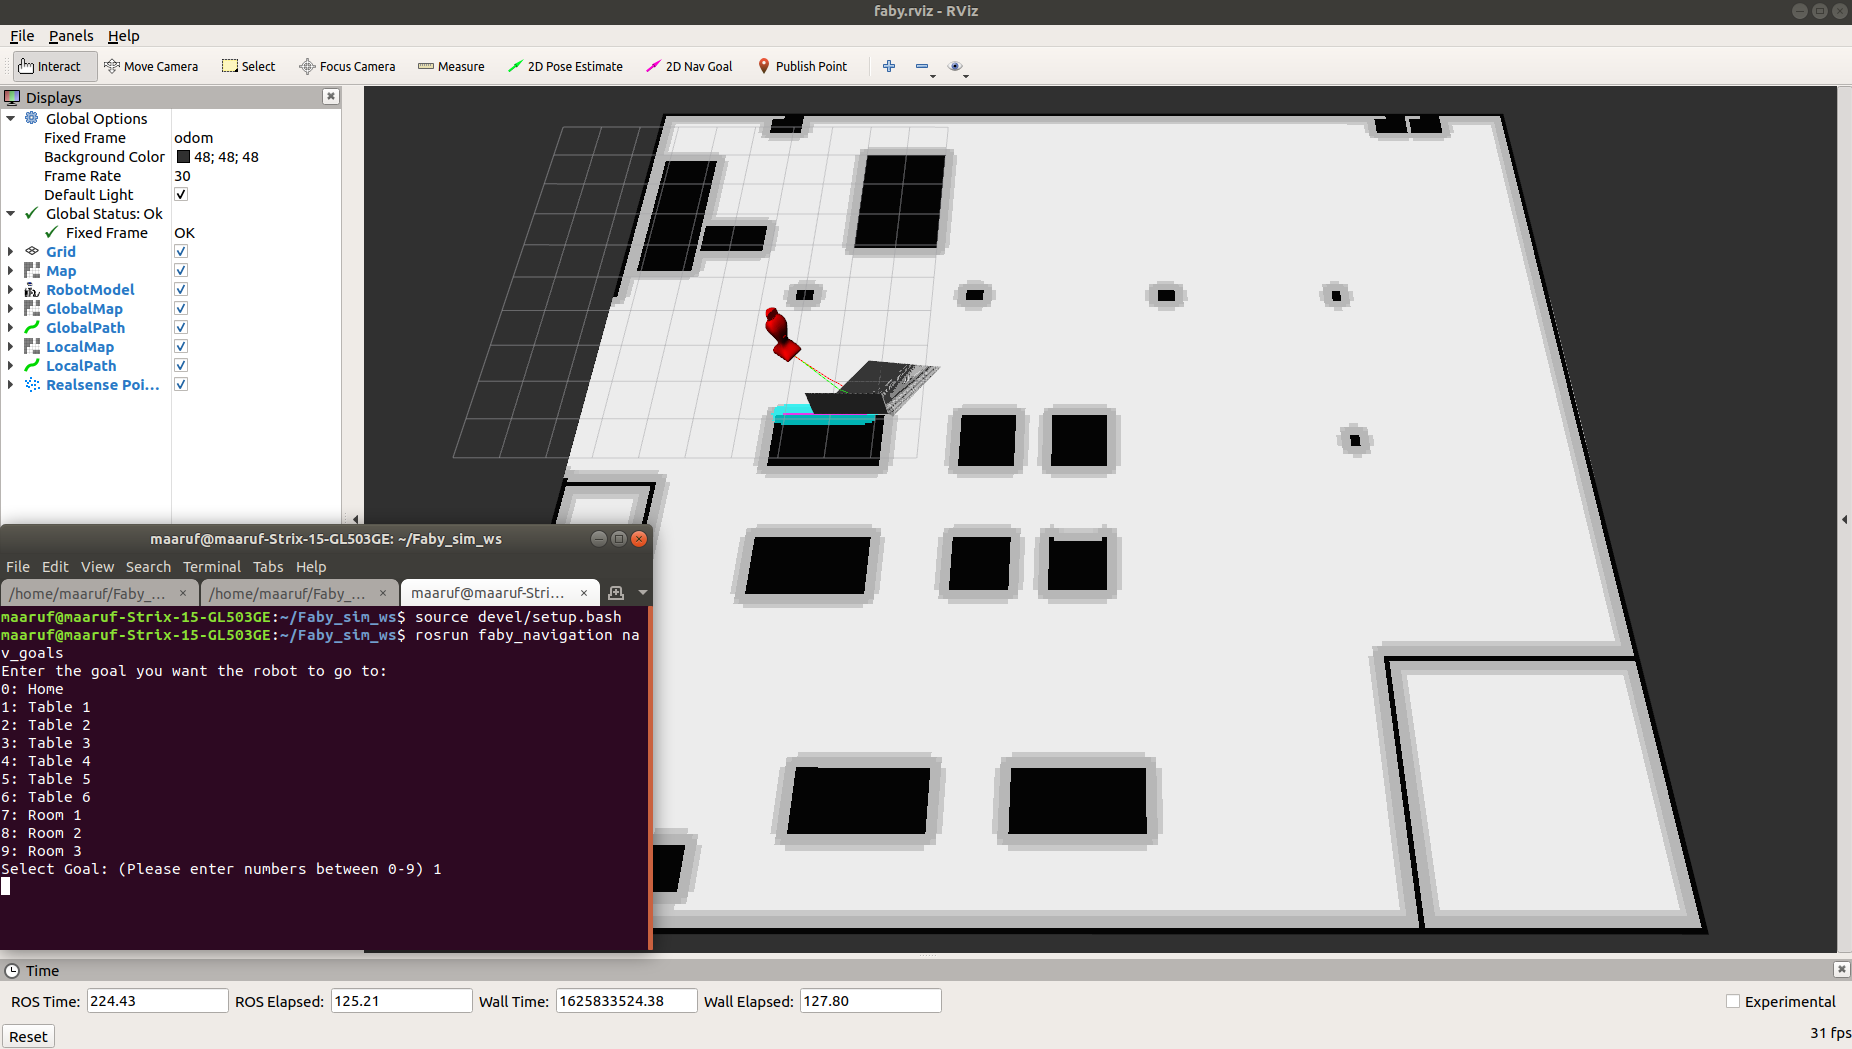 faby.rviz - RViz
File Panels Help
Interact Move Camera Select Focus Camera Measure 2D Pose Estimate 2D Nav Goal Publish Point
Displays
Global Options
Fixed Frame odom
Background Color 48; 48; 48
Frame Rate 30
Default Light
Global Status: Ok
Fixed Frame OK
Grid
Map
RobotModel
GlobalMap
GlobalPath
LocalMap
LocalPath
Realsense Poi...
maaruf@maaruf-Strix-15-GL503GE: ~/Faby_sim_ws
File Edit View Search Terminal Tabs Help
/home/maaruf/Faby_... × /home/maaruf/Faby_... × maaruf@maaruf-Stri... ×
maaruf@maaruf-Strix-15-GL503GE:~/Faby_sim_ws$ source devel/setup.bash
maaruf@maaruf-Strix-15-GL503GE:~/Faby_sim_ws$ rosrun faby_navigation na
v_goals
Enter the goal you want the robot to go to:
0: Home
1: Table 1
2: Table 2
3: Table 3
4: Table 4
5: Table 5
6: Table 6
7: Room 1
8: Room 2
9: Room 3
Select Goal: (Please enter numbers between 0-9) 1
Time
ROS Time: 224.43 ROS Elapsed: 125.21 Wall Time: 1625833524.38 Wall Elapsed: 127.80 Experimental
Reset 31 fps